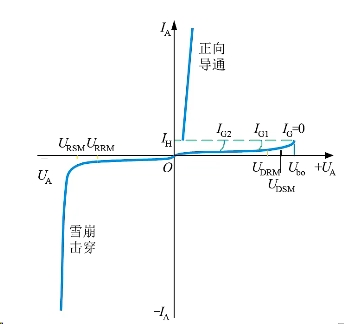 I_A
正向
导通
I_H
I_G2
I_G1
I_G=0
U_RSM U_RRM
U_A
O
U_DRM
U_bo
+U_A
U_DSM
雪崩
击穿
-I_A